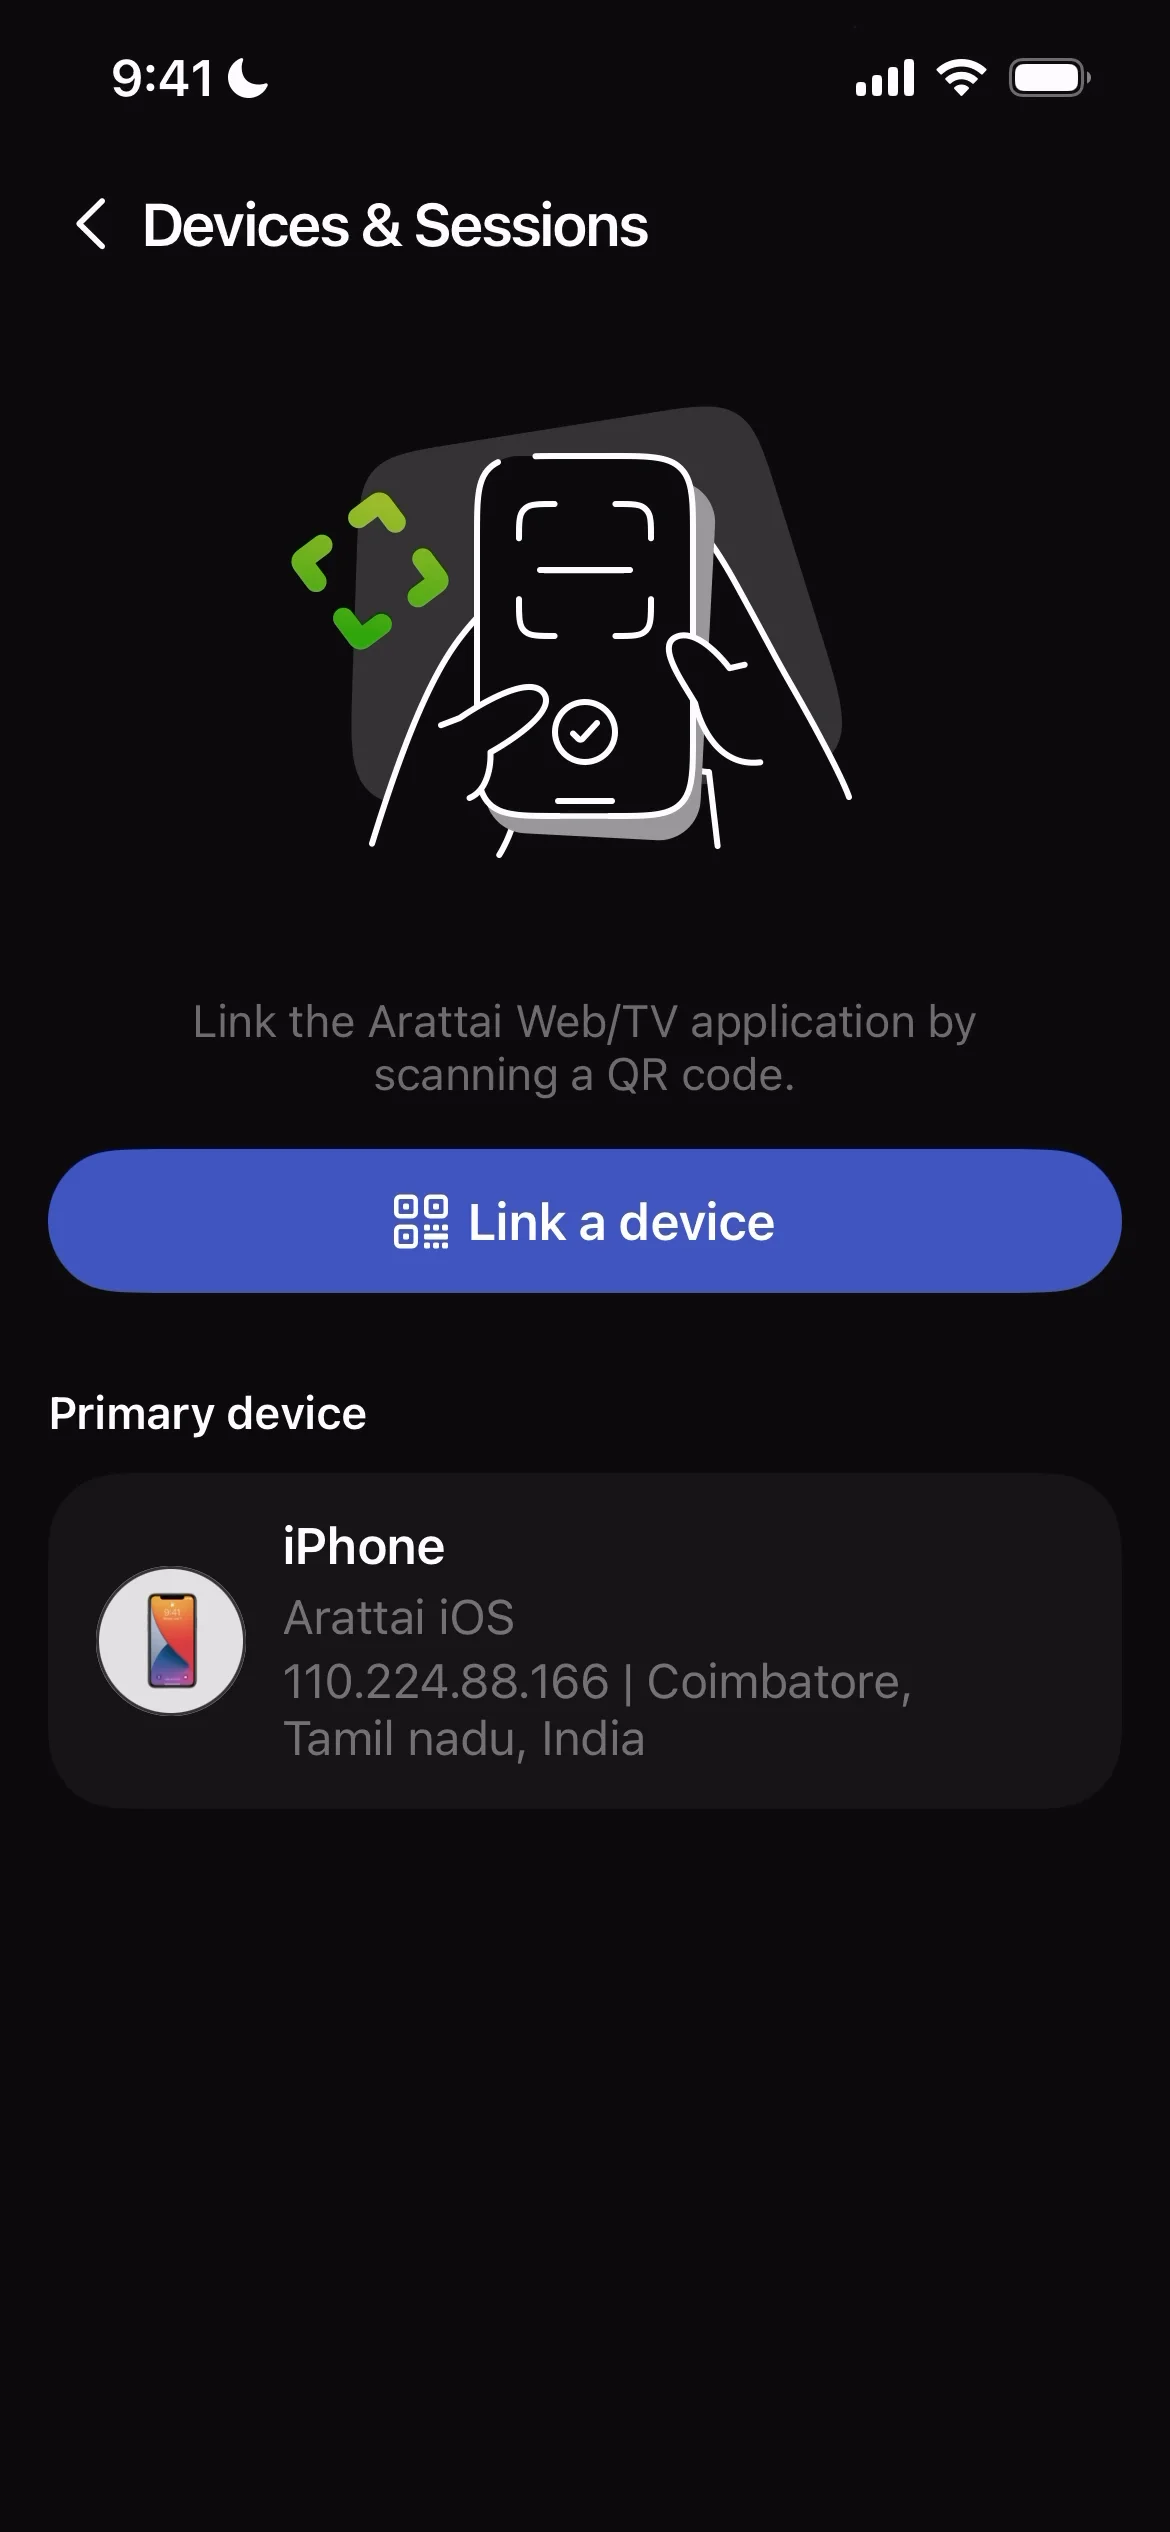 9:41
Devices & Sessions
Link the Arattai Web/TV application by
scanning a QR code.
Link a device
Primary device
iPhone
Arattai iOS
110.224.88.166 | Coimbatore,
Tamil nadu, India